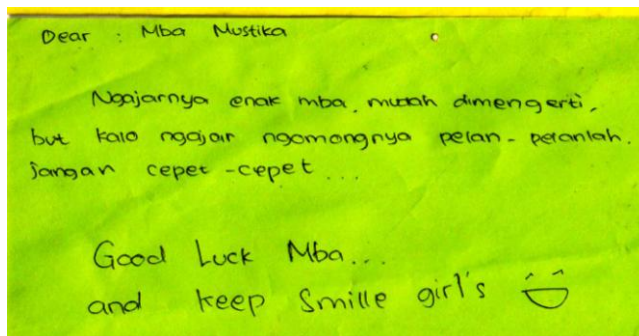 Dear : Mba Mustika
Ngajarnya enak mba, mudah dimengerti,
but kalo ngajar ngomongnya pelan-pelanlah.
jangan cepet-cepet...
Good Luck Mba...
and keep Smille girl's